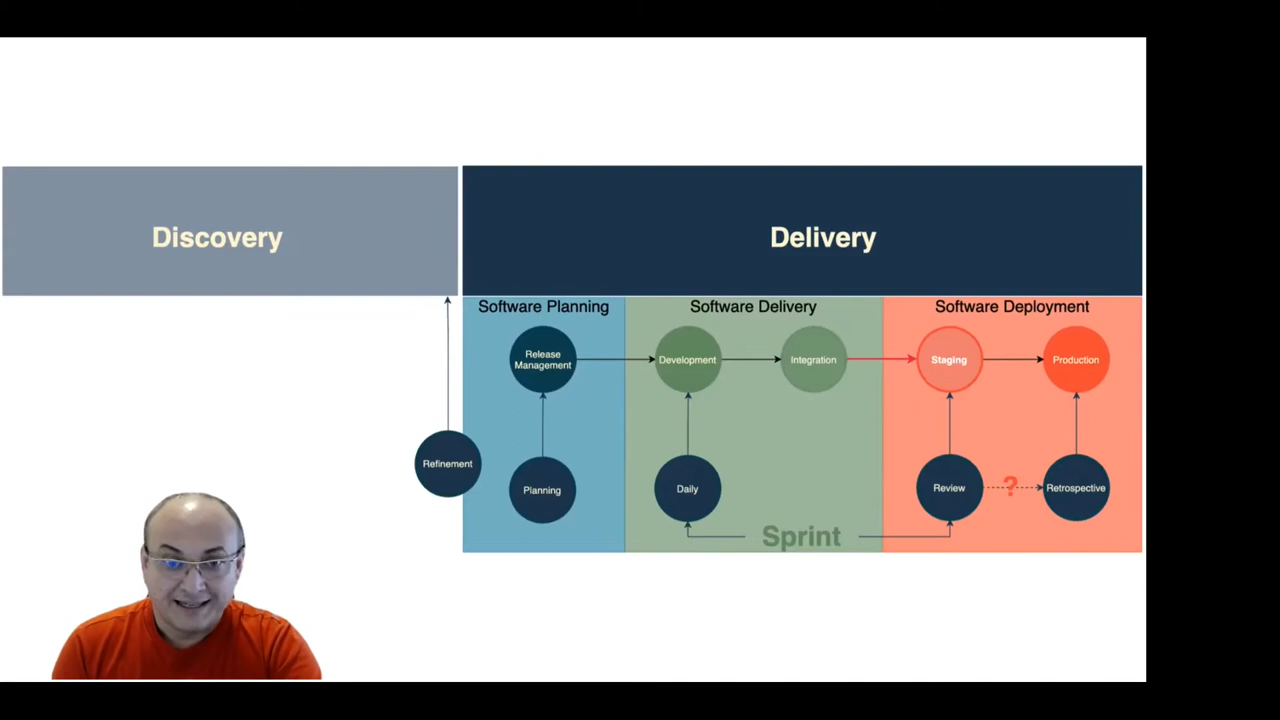 Discovery
Delivery
Software Planning
Software Delivery
Software Deployment
Release
Management
Development
Integration
Staging
Production
Refinement
Planning
Daily
Review
?
Retrospective
Sprint